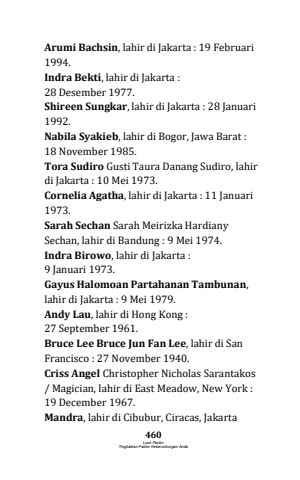 Arumi Bachsin, lahir di Jakarta : 19 Februari
1994.
Indra Bekti, lahir di Jakarta :
28 Desember 1977.
Shireen Sungkar, lahir di Jakarta : 28 Januari
1992.
Nabila Syakieb, lahir di Bogor, Jawa Barat :
18 November 1985.
Tora Sudiro Gusti Taura Danang Sudiro, lahir
di Jakarta : 10 Mei 1973.
Cornelia Agatha, lahir di Jakarta : 11 Januari
1973.
Sarah Sechan Sarah Meirizka Hardiany
Sechan, lahir di Bandung : 9 Mei 1974.
Indra Birowo, lahir di Jakarta :
9 Januari 1973.
Gayus Halomoan Partahanan Tambunan,
lahir di Jakarta : 9 Mei 1979.
Andy Lau, lahir di Hong Kong :
27 September 1961.
Bruce Lee Bruce Jun Fan Lee, lahir di San
Francisco : 27 November 1940.
Criss Angel Christopher Nicholas Sarantakos
/ Magician, lahir di East Meadow, New York :
19 December 1967.
Mandra, lahir di Cibubur, Ciracas, Jakarta
460
Luck Factor
Tingkatkan Faktor Keberuntungan Anda